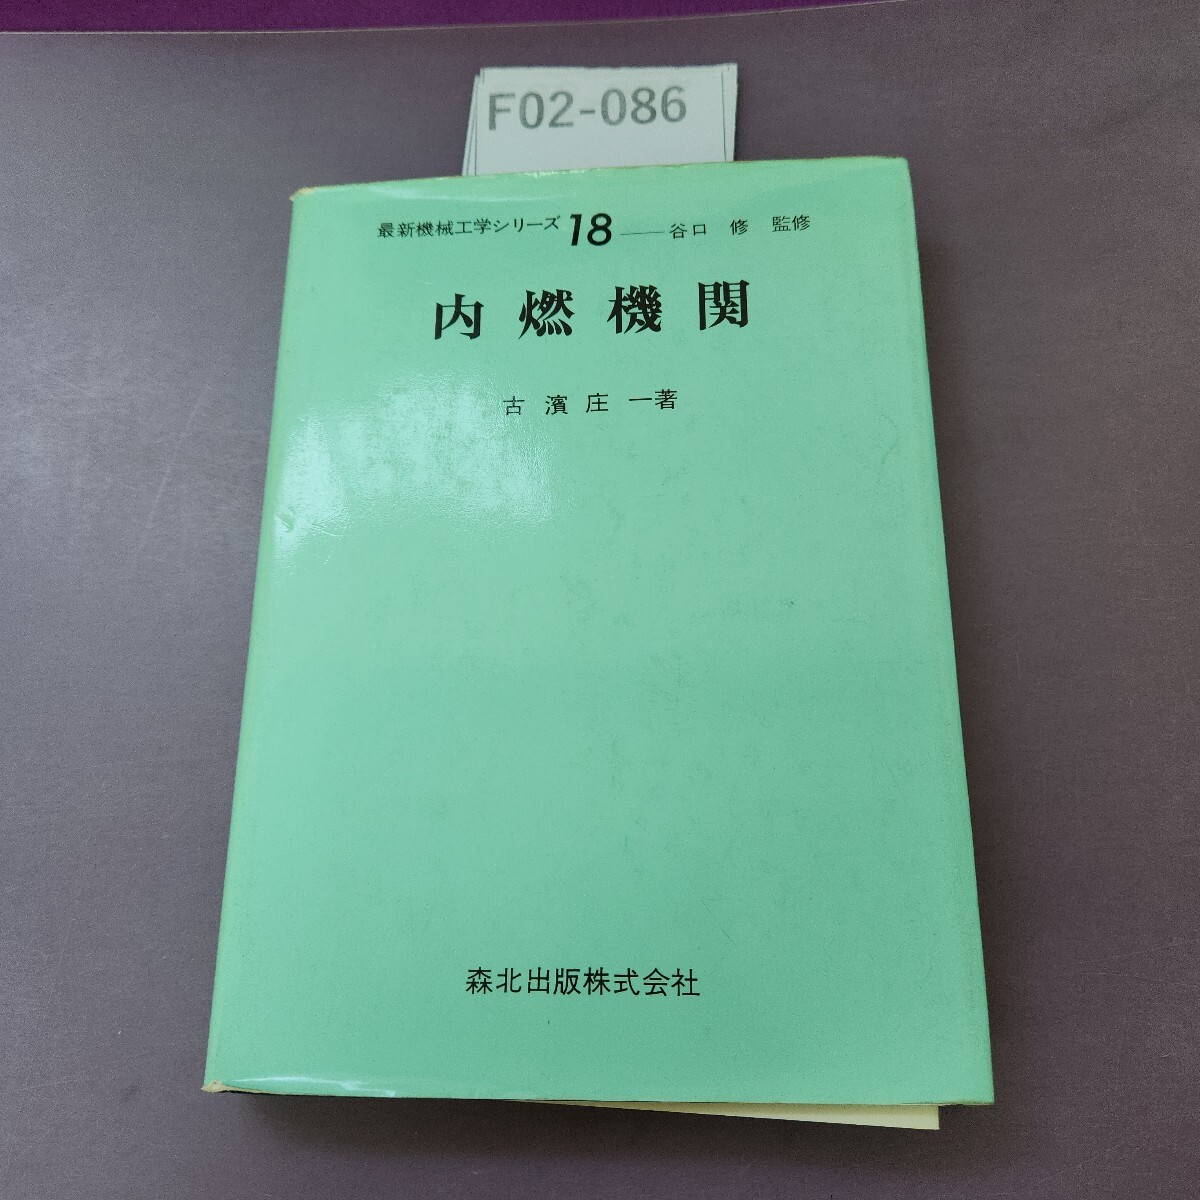 F02-086
最新機械工学シリーズ 18 ── 谷口 修 監修
内燃機関
古濱庄一著
森北出版株式会社